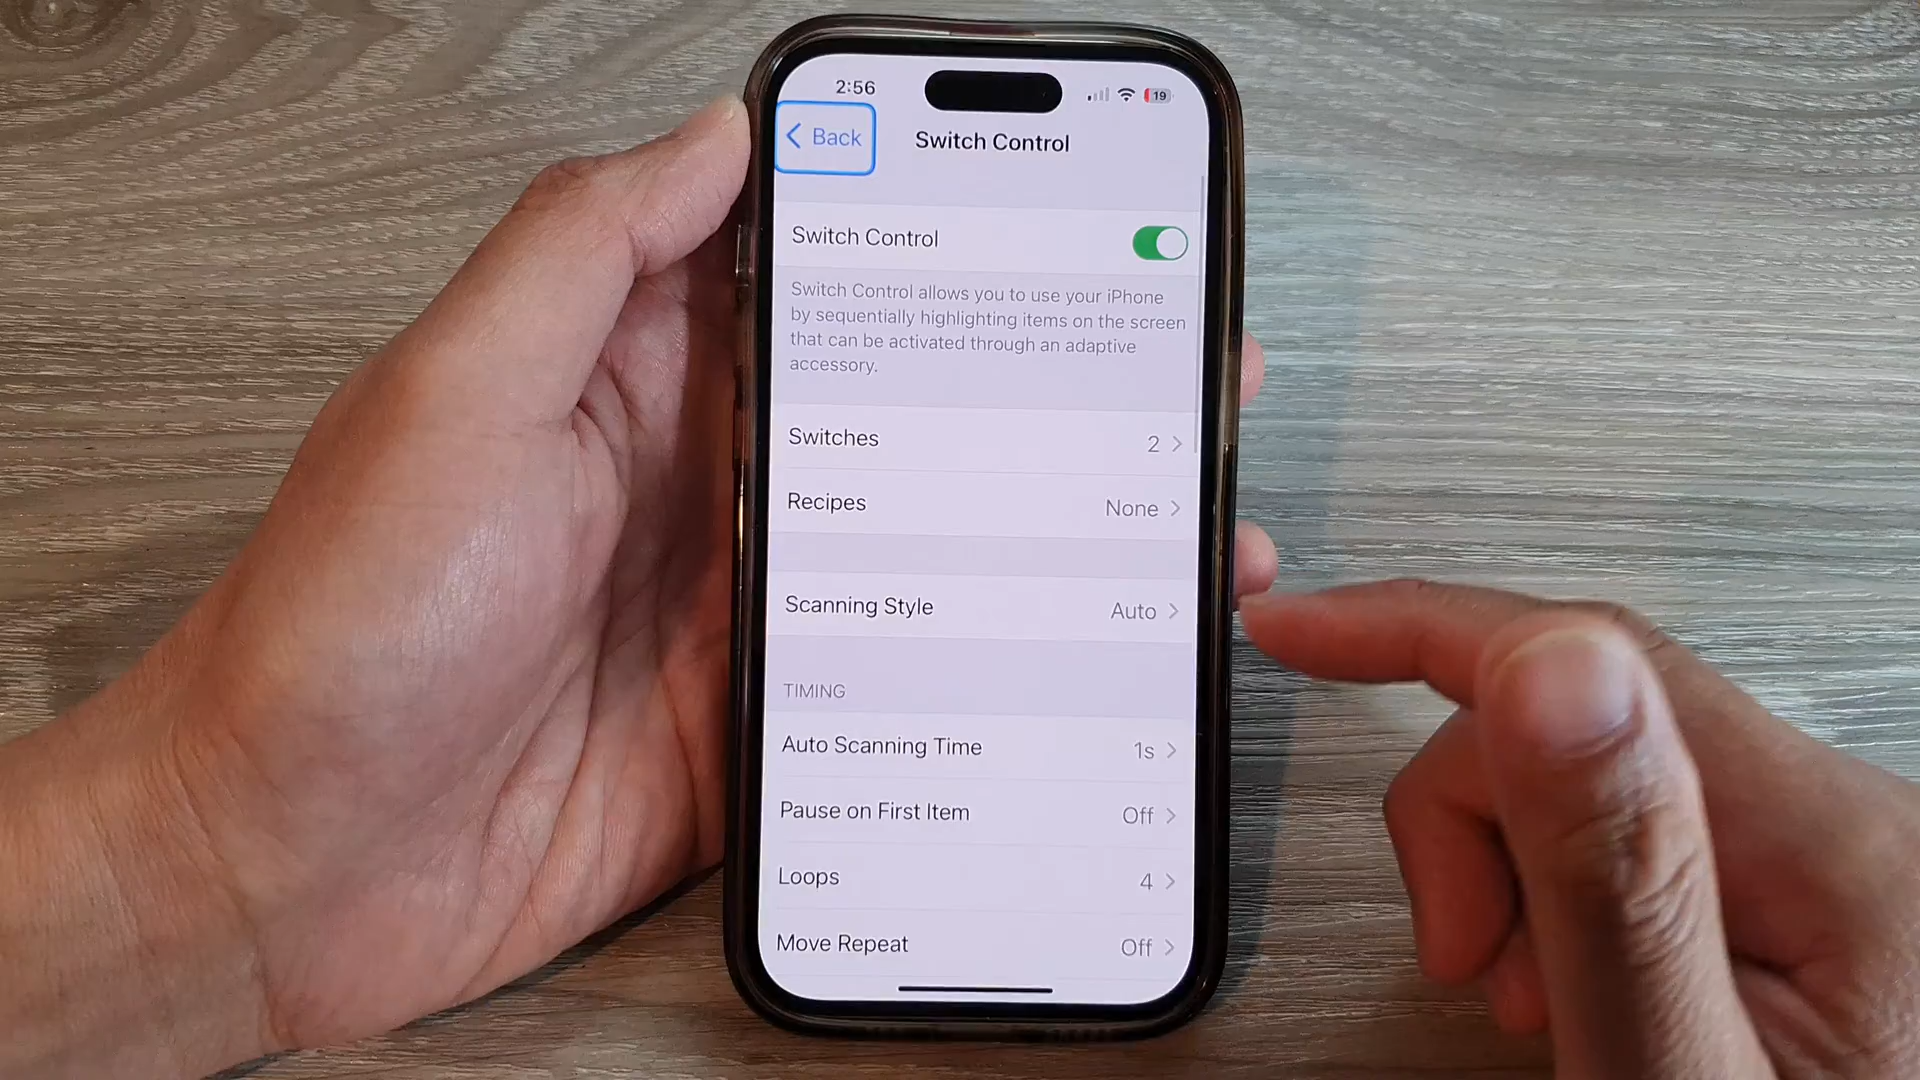 2:56
19
Back
Switch Control
Switch Control
Switch Control allows you to use your iPhone
by sequentially highlighting items on the screen
that can be activated through an adaptive
accessory.
Switches 2
Recipes None
Scanning Style Auto
TIMING
Auto Scanning Time 1s
Pause on First Item Off
Loops 4
Move Repeat Off